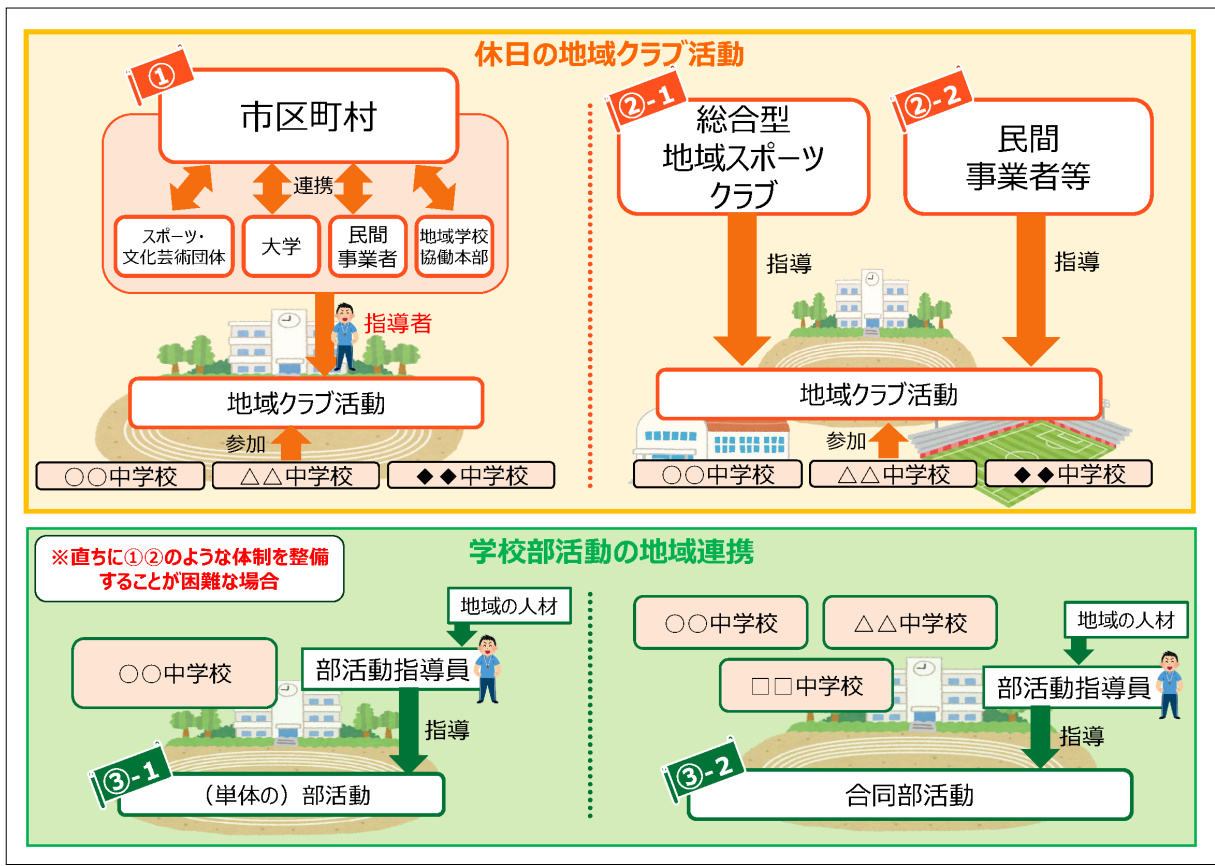 休日の地域クラブ活動
①
市区町村
連携
スポーツ・
文化芸術団体
大学
民間
事業者
地域学校
協働本部
指導者
地域クラブ活動
参加
○○中学校
△△中学校
◆◆中学校
②-1
総合型
地域スポーツ
クラブ
②-2
民間
事業者等
指導
指導
地域クラブ活動
参加
○○中学校
△△中学校
◆◆中学校
学校部活動の地域連携
※直ちに①②のような体制を整備
することが困難な場合
地域の人材
○○中学校
部活動指導員
指導
③-1
（単体の）部活動
○○中学校
△△中学校
地域の人材
□□中学校
部活動指導員
指導
③-2
合同部活動